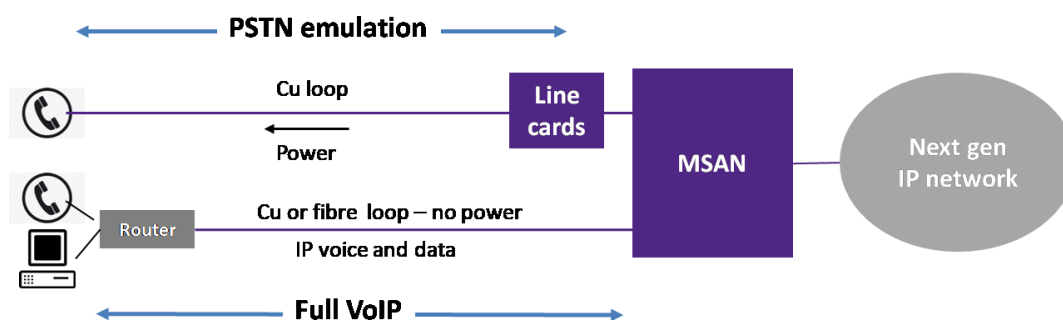 PSTN emulation
Cu loop
Power
Line
cards
MSAN
Next gen
IP network
Router
Cu or fibre loop – no power
IP voice and data
Full VoIP